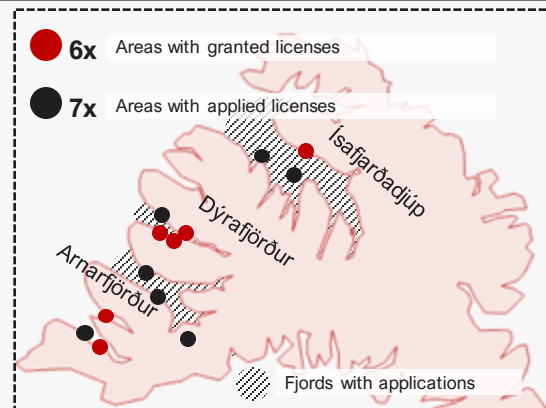 6x Areas with granted licenses
7x Areas with applied licenses
Ísafjarðadjúp
Dýrafjörður
Arnarfjörður
Fjords with applications